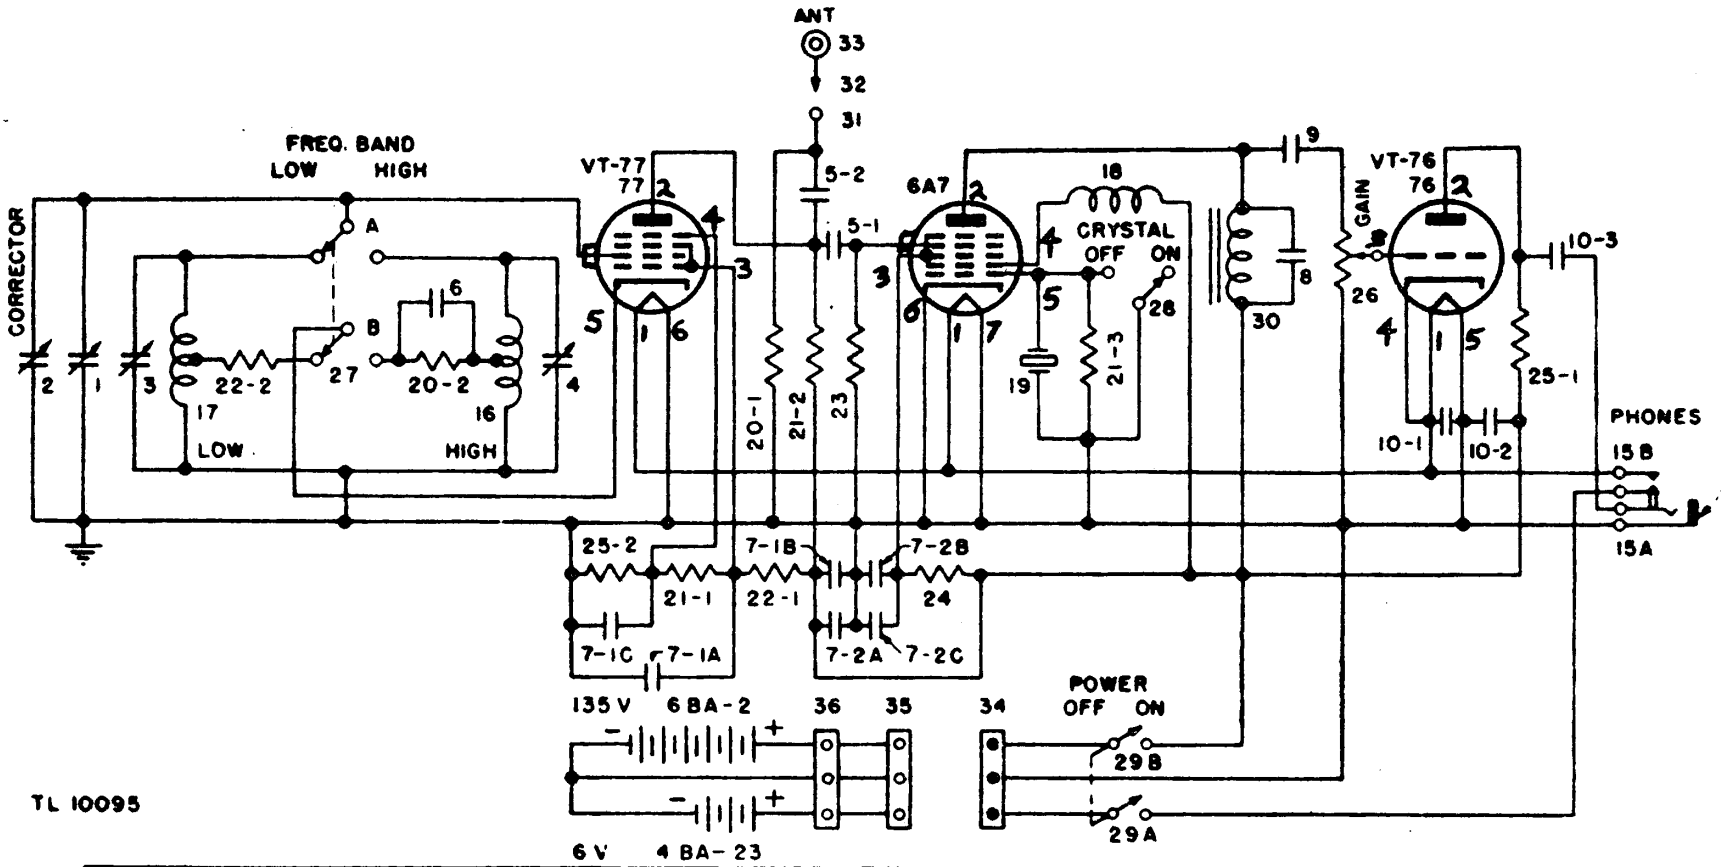 ANT
33
32
31
FREQ. BAND
LOW HIGH
VT-77
77 2
5-2
6A7 2
18
9
VT-76
76 2
GAIN
CORRECTOR
A
4
5-1
4
CRYSTAL
OFF ON
10-3
3
3
6
5
28
8
26
B
5
1 6
6
1 7
30
4
1 5
2
1
3
22-2
27
20-2
4
19
21-3
25-1
17
16
20-1
21-2
23
LOW
HIGH
10-1
10-2
PHONES
15B
25-2
7-1B
7-2B
15A
21-1
22-1
24
7-1C
7-1A
7-2A
7-2C
135V 6 BA-2
36
35
34
POWER
OFF ON
- +
29B
TL 10095
- +
29A
6 V 4 BA-23